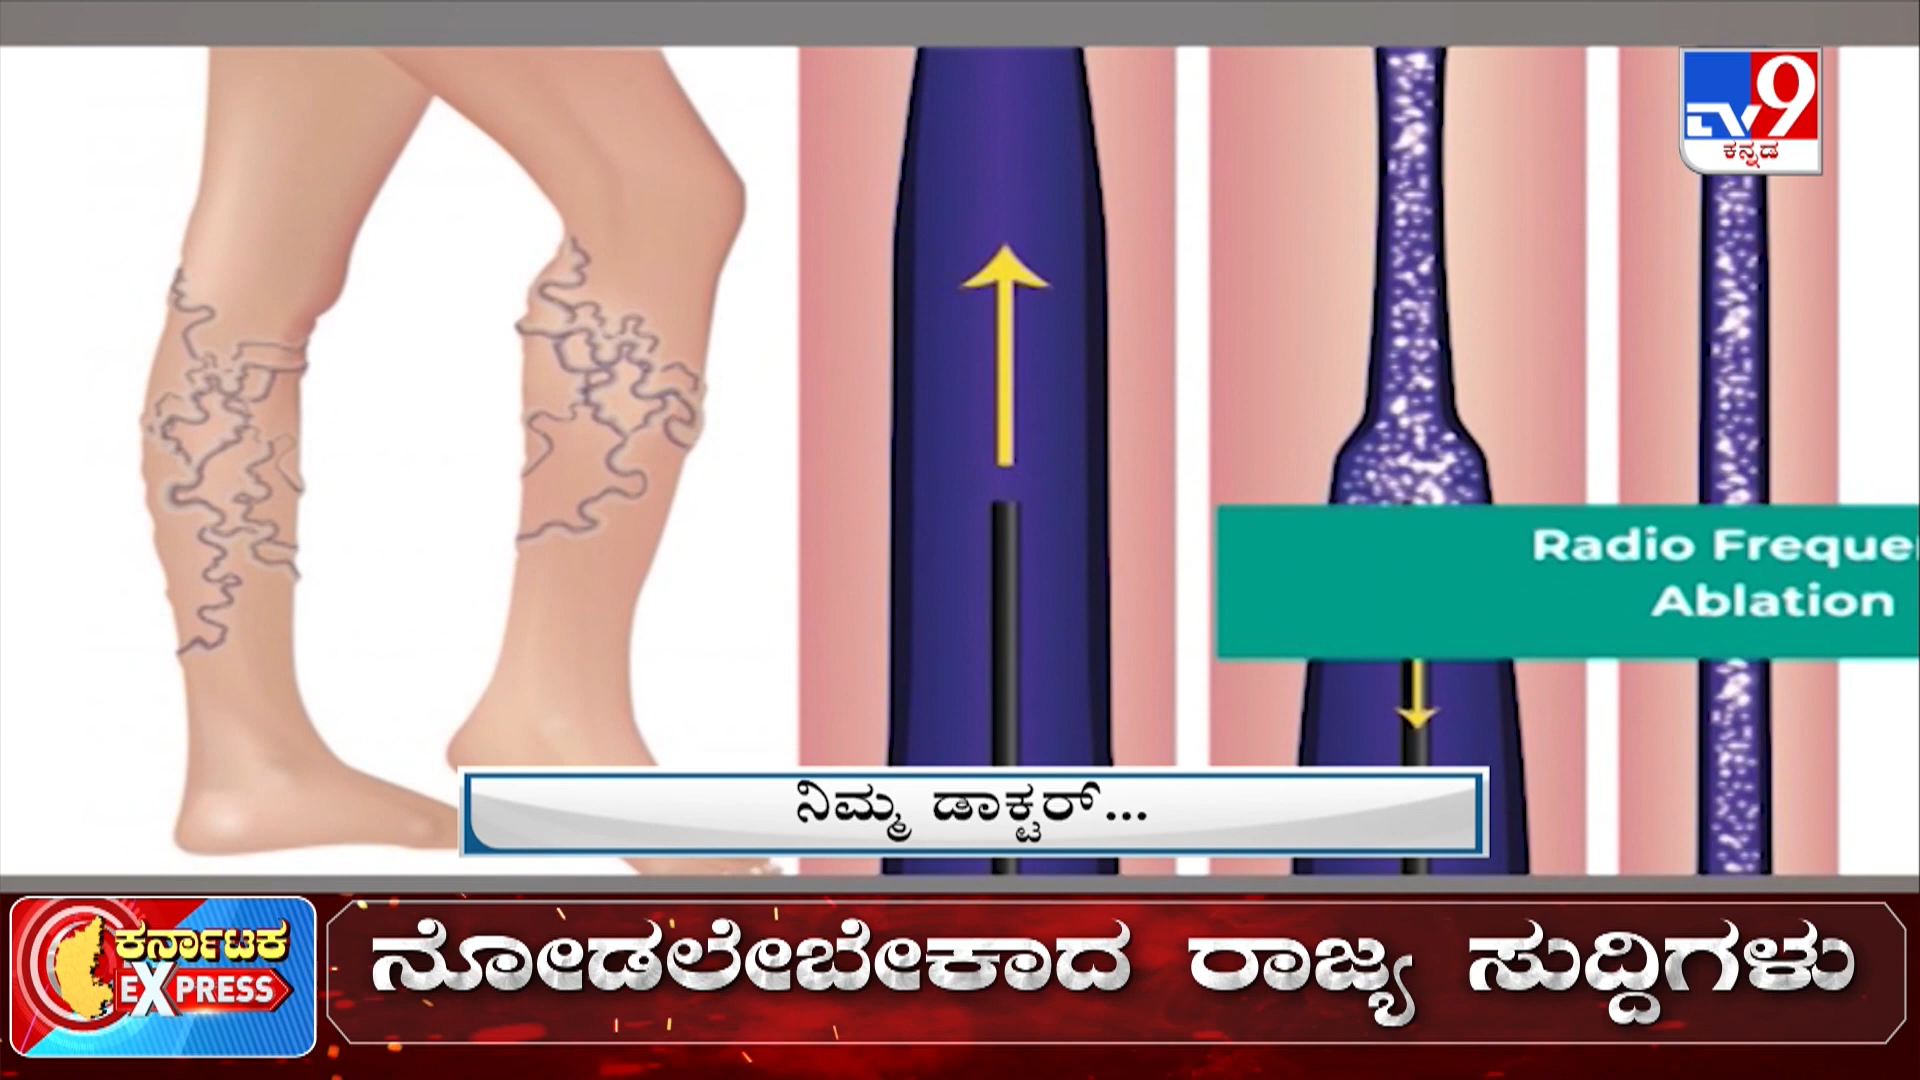 TV9
ಕನ್ನಡ
Radio Freque
Ablation
ನಿಮ್ಮ ಡಾಕ್ಟರ್...
ಕರ್ನಾಟಕ
EXPRESS
ನೋಡಲೇಬೇಕಾದ ರಾಜ್ಯ ಸುದ್ದಿಗಳು